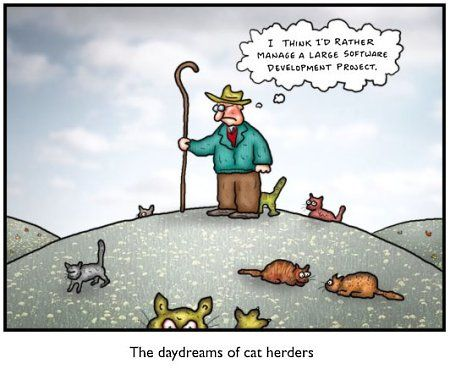 I THINK I'D RATHER
MANAGE A LARGE SOFTWARE
DEVELOPMENT PROJECT.
The daydreams of cat herders